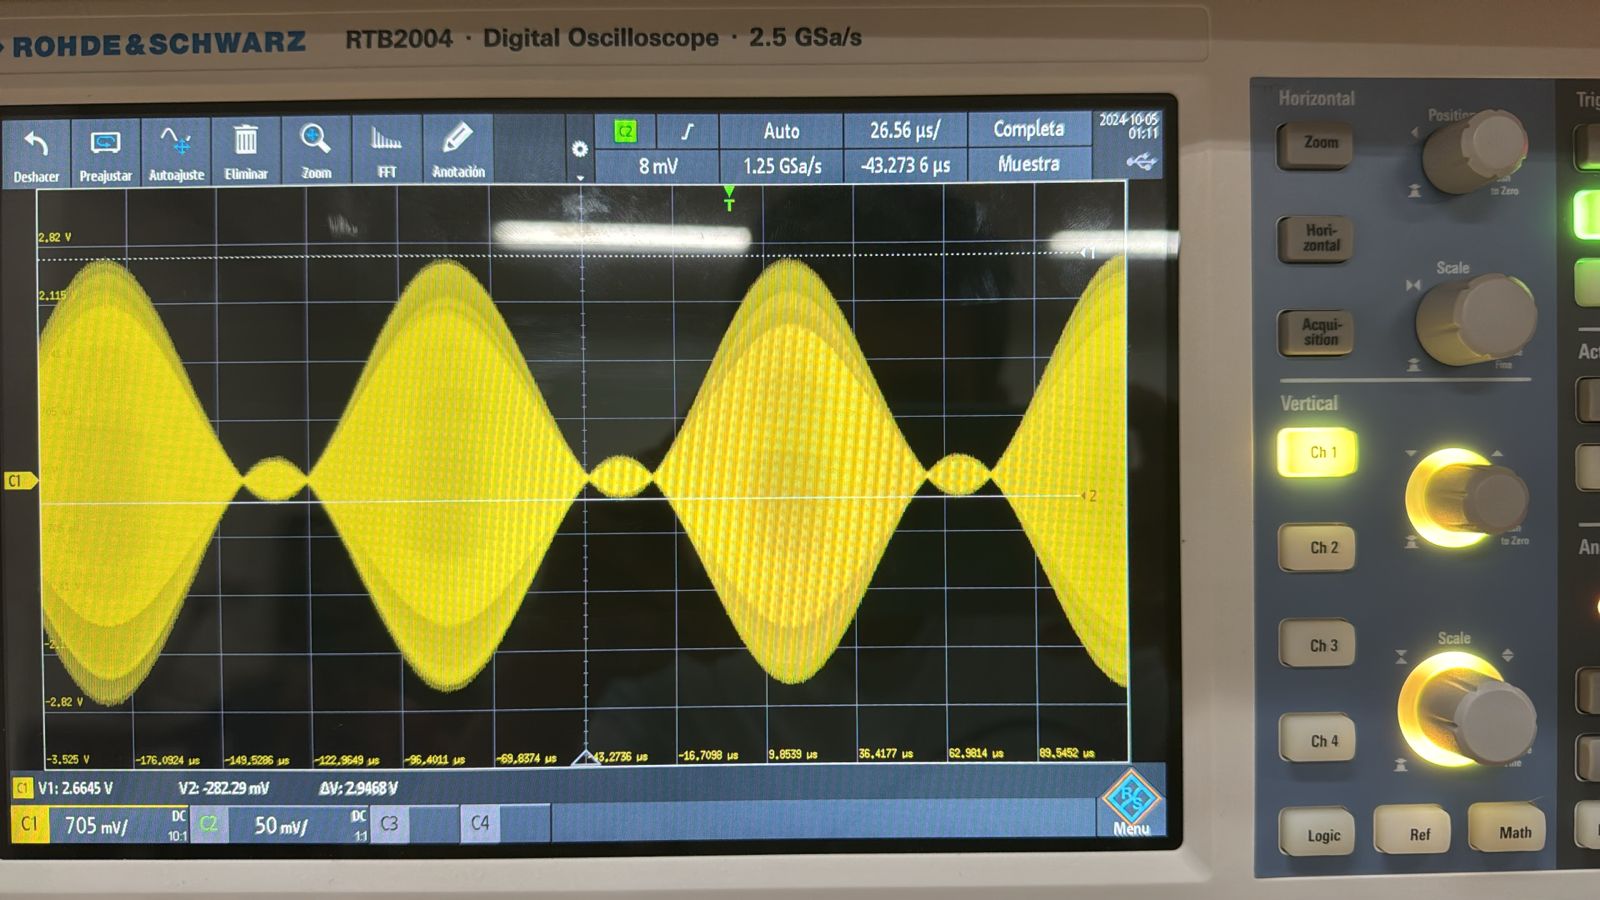 ROHDE&SCHWARZ RTB2004 · Digital Oscilloscope · 2.5 GSa/s
Deshacer
Preajustar
Autoajuste
Eliminar
Zoom
FFT
Anotación
C2
Auto
26.56 µs/
Completa
2024-10-05
01:11
8 mV
1.25 GSa/s
-43.273 6 µs
Muestra
T
2.82 V
1
2.115
C1
2
-2.82 V
-3.525 V
-176.0924 µs
-149.5286 µs
-122.9649 µs
-96.4011 µs
-69.8374 µs
-43.2736 µs
-16.7098 µs
9.8539 µs
36.4177 µs
62.9814 µs
89.5452 µs
C1 V1: 2.6645 V V2: -282.29 mV ΔV: 2.9468 V
C1 705 mV/ DC 10:1
C2 50 mV/ DC 1:1
C3
C4
R&S
Menu
Horizontal
Position
Zoom
to Zero
Hori-
zontal
Scale
Acqui-
sition
Fine
Vertical
Ch 1
to Zero
Ch 2
Ch 3
Scale
Ch 4
Logic
Ref
Math